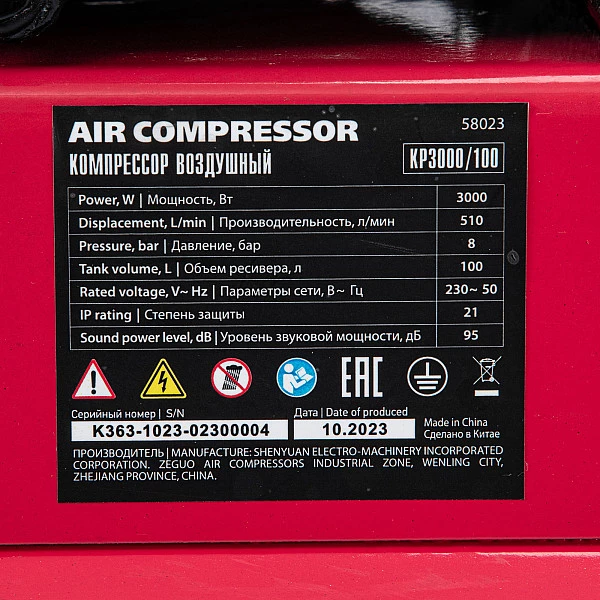 AIR COMPRESSOR 58023
КОМПРЕССОР ВОЗДУШНЫЙ KP3000/100
Power, W | Мощность, Вт 3000
Displacement, L/min | Производительность, л/мин 510
Pressure, bar | Давление, бар 8
Tank volume, L | Объем ресивера, л 100
Rated voltage, V~ Hz | Параметры сети, В~ Гц 230~ 50
IP rating | Степень защиты 21
Sound power level, dB | Уровень звуковой мощности, дБ 95
EAC
Серийный номер | S/N Дата | Date of produced
K363-1023-02300004 10.2023
Made in China
Сделано в Китае
ПРОИЗВОДИТЕЛЬ | MANUFACTURE: SHENYUAN ELECTRO-MACHINERY INCORPORATED
CORPORATION. ZEGUO AIR COMPRESSORS INDUSTRIAL ZONE, WENLING CITY,
ZHEJIANG PROVINCE, CHINA.